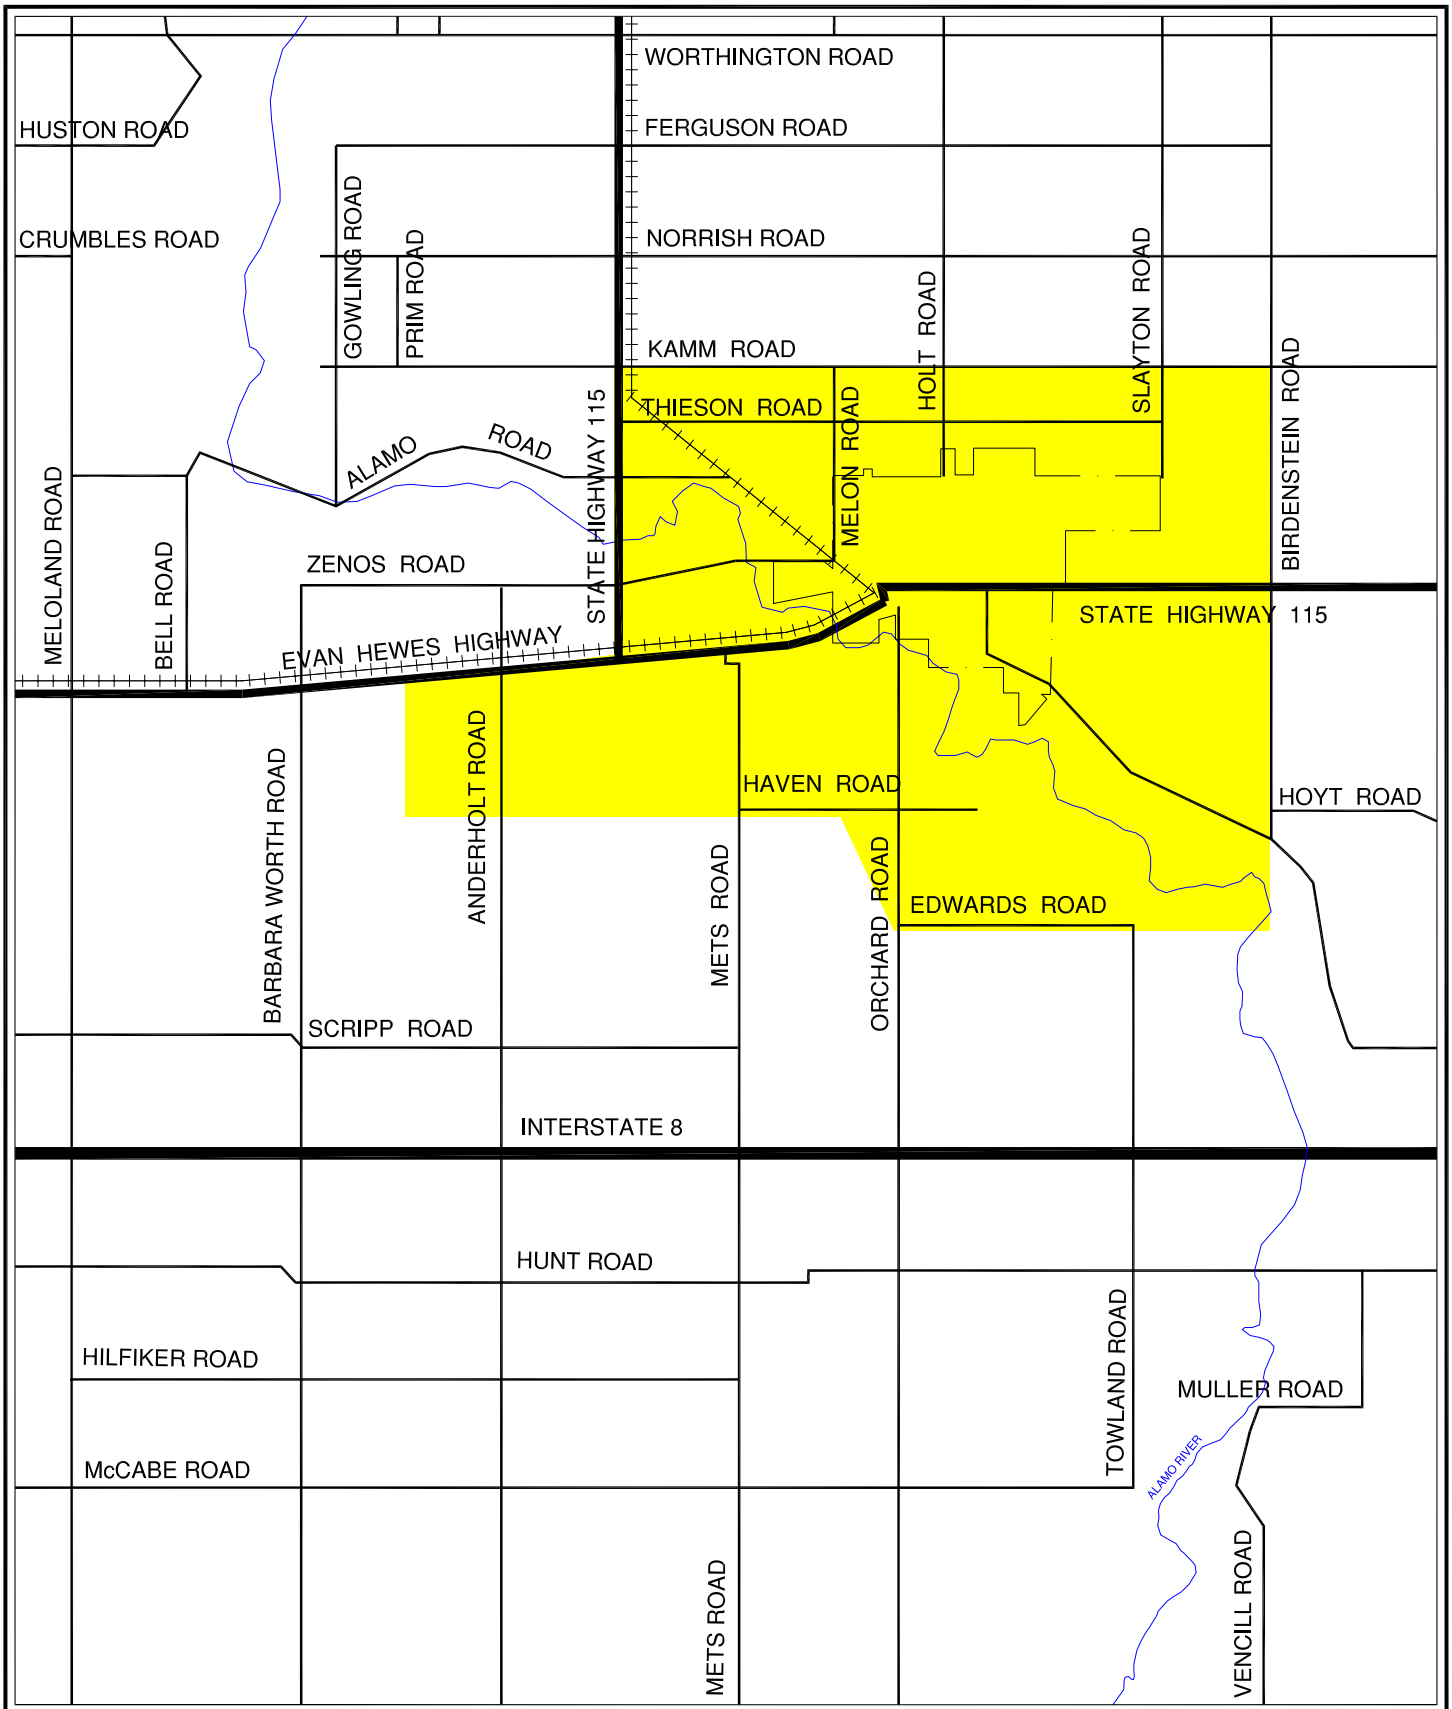 WORTHINGTON ROAD
HUSTON ROAD
FERGUSON ROAD
CRUMBLES ROAD
GOWLING ROAD
PRIM ROAD
NORRISH ROAD
HOLT ROAD
SLAYTON ROAD
KAMM ROAD
BIRDENSTEIN ROAD
THIESON ROAD
MELON ROAD
STATE HIGHWAY 115
ALAMO ROAD
MELOLAND ROAD
BELL ROAD
ZENOS ROAD
STATE HIGHWAY 115
EVAN HEWES HIGHWAY
BARBARA WORTH ROAD
ANDERHOLT ROAD
HAVEN ROAD
HOYT ROAD
METS ROAD
ORCHARD ROAD
EDWARDS ROAD
SCRIPP ROAD
INTERSTATE 8
HUNT ROAD
TOWLAND ROAD
HILFIKER ROAD
MULLER ROAD
McCABE ROAD
ALAMO RIVER
METS ROAD
VENCILL ROAD